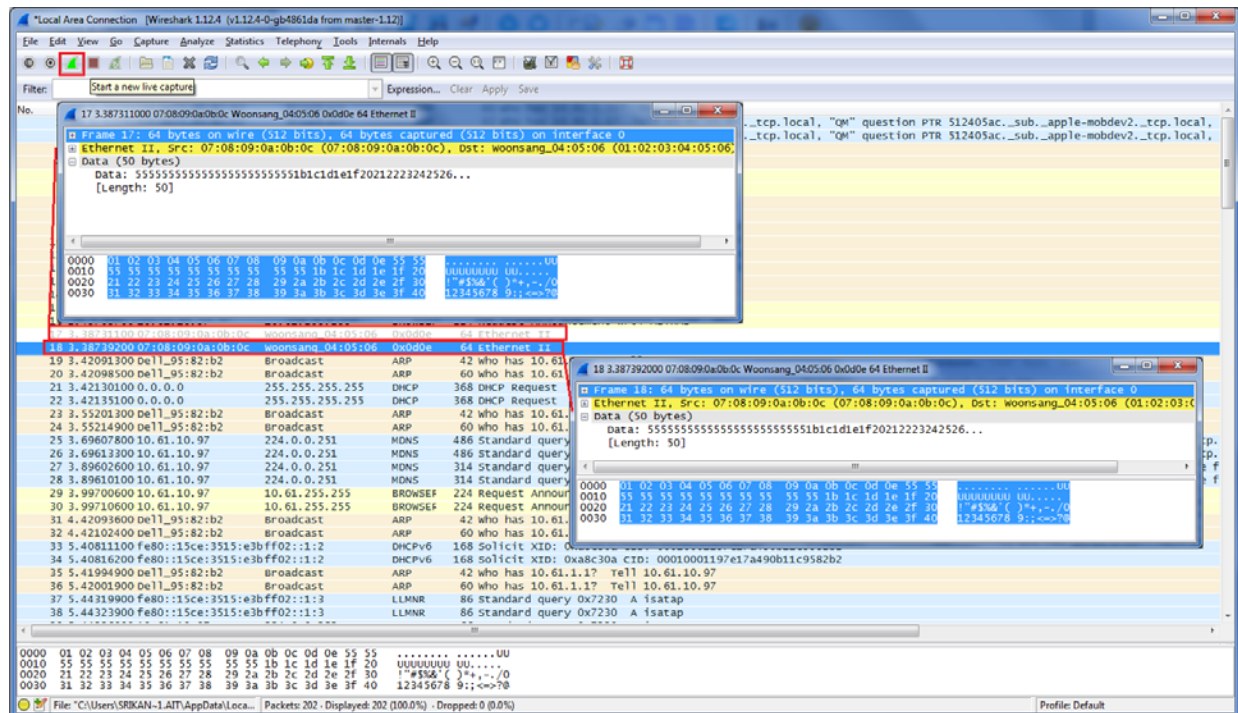 *Local Area Connection [Wireshark 1.12.4 (v1.12.4-0-gb4861da from master-1.12)]
File Edit View Go Capture Analyze Statistics Telephony Tools Internals Help
Filter: Expression... Clear Apply Save
Start a new live capture
No.
_tcp.local, "QM" question PTR 512405ac._sub._apple-mobdev2._tcp.local,
_tcp.local, "QM" question PTR 512405ac._sub._apple-mobdev2._tcp.local,
17 3.387311000 07:08:09:0a:0b:0c Woonsang_04:05:06 0x0d0e 64 Ethernet II
Frame 17: 64 bytes on wire (512 bits), 64 bytes captured (512 bits) on interface 0
Ethernet II, Src: 07:08:09:0a:0b:0c (07:08:09:0a:0b:0c), Dst: Woonsang_04:05:06 (01:02:03:04:05:06)
Data (50 bytes)
Data: 5555555555555555555555551b1c1d1e1f20212223242526...
[Length: 50]
0000 01 02 03 04 05 06 07 08 09 0a 0b 0c 0d 0e 55 55 ........ ......UU
0010 55 55 55 55 55 55 55 55 55 55 1b 1c 1d 1e 1f 20 UUUUUUUU UU.....
0020 21 22 23 24 25 26 27 28 29 2a 2b 2c 2d 2e 2f 30 !"#$%&'( )*+,-./0
0030 31 32 33 34 35 36 37 38 39 3a 3b 3c 3d 3e 3f 40 12345678 9:;<=>?@
17 3.38731100 07:08:09:0a:0b:0c Woonsang_04:05:06 0x0d0e 64 Ethernet II
18 3.38739200 07:08:09:0a:0b:0c Woonsang_04:05:06 0x0d0e 64 Ethernet II
19 3.42091300 Dell_95:82:b2 Broadcast ARP 42 who has 10.61.
20 3.42098500 Dell_95:82:b2 Broadcast ARP 60 who has 10.61.
21 3.42130100 0.0.0.0 255.255.255.255 DHCP 368 DHCP Request
22 3.42135100 0.0.0.0 255.255.255.255 DHCP 368 DHCP Request
23 3.55201300 Dell_95:82:b2 Broadcast ARP 42 who has 10.61.
24 3.55214900 Dell_95:82:b2 Broadcast ARP 60 who has 10.61.
25 3.69607800 10.61.10.97 224.0.0.251 MDNS 486 Standard query
26 3.69613300 10.61.10.97 224.0.0.251 MDNS 486 Standard query
27 3.89602600 10.61.10.97 224.0.0.251 MDNS 314 Standard query
28 3.89610100 10.61.10.97 224.0.0.251 MDNS 314 Standard query
29 3.99700600 10.61.10.97 10.61.255.255 BROWSER 224 Request Announ
30 3.99710600 10.61.10.97 10.61.255.255 BROWSER 224 Request Announ
31 4.42093600 Dell_95:82:b2 Broadcast ARP 42 who has 10.61.
32 4.42102400 Dell_95:82:b2 Broadcast ARP 60 who has 10.61.
18 3.387392000 07:08:09:0a:0b:0c Woonsang_04:05:06 0x0d0e 64 Ethernet II
Frame 18: 64 bytes on wire (512 bits), 64 bytes captured (512 bits) on interface 0
Ethernet II, Src: 07:08:09:0a:0b:0c (07:08:09:0a:0b:0c), Dst: Woonsang_04:05:06 (01:02:03:0
Data (50 bytes)
Data: 5555555555555555555555551b1c1d1e1f20212223242526...
[Length: 50]
0000 01 02 03 04 05 06 07 08 09 0a 0b 0c 0d 0e 55 55 ........ ......UU
0010 55 55 55 55 55 55 55 55 55 55 1b 1c 1d 1e 1f 20 UUUUUUUU UU.....
0020 21 22 23 24 25 26 27 28 29 2a 2b 2c 2d 2e 2f 30 !"#$%&'( )*+,-./0
0030 31 32 33 34 35 36 37 38 39 3a 3b 3c 3d 3e 3f 40 12345678 9:;<=>?@
33 5.40811100 fe80::15ce:3515:e3bff02::1:2 DHCPv6 168 Solicit XID:
34 5.40816200 fe80::15ce:3515:e3bff02::1:2 DHCPv6 168 Solicit XID: 0xa8c30a CID: 00010001197e17a490b11c9582b2
35 5.41994900 Dell_95:82:b2 Broadcast ARP 42 who has 10.61.1.1? Tell 10.61.10.97
36 5.42001900 Dell_95:82:b2 Broadcast ARP 60 who has 10.61.1.1? Tell 10.61.10.97
37 5.44319900 fe80::15ce:3515:e3bff02::1:3 LLMNR 86 Standard query 0x7230 A isatap
38 5.44323900 fe80::15ce:3515:e3bff02::1:3 LLMNR 86 Standard query 0x7230 A isatap
0000 01 02 03 04 05 06 07 08 09 0a 0b 0c 0d 0e 55 55 ........ ......UU
0010 55 55 55 55 55 55 55 55 55 55 1b 1c 1d 1e 1f 20 UUUUUUUU UU.....
0020 21 22 23 24 25 26 27 28 29 2a 2b 2c 2d 2e 2f 30 !"#$%&'( )*+,-./0
0030 31 32 33 34 35 36 37 38 39 3a 3b 3c 3d 3e 3f 40 12345678 9:;<=>?@
File: "C:\Users\SRIKAN~1.AIT\AppData\Loca... Packets: 202 · Displayed: 202 (100.0%) · Dropped: 0 (0.0%) Profile: Default